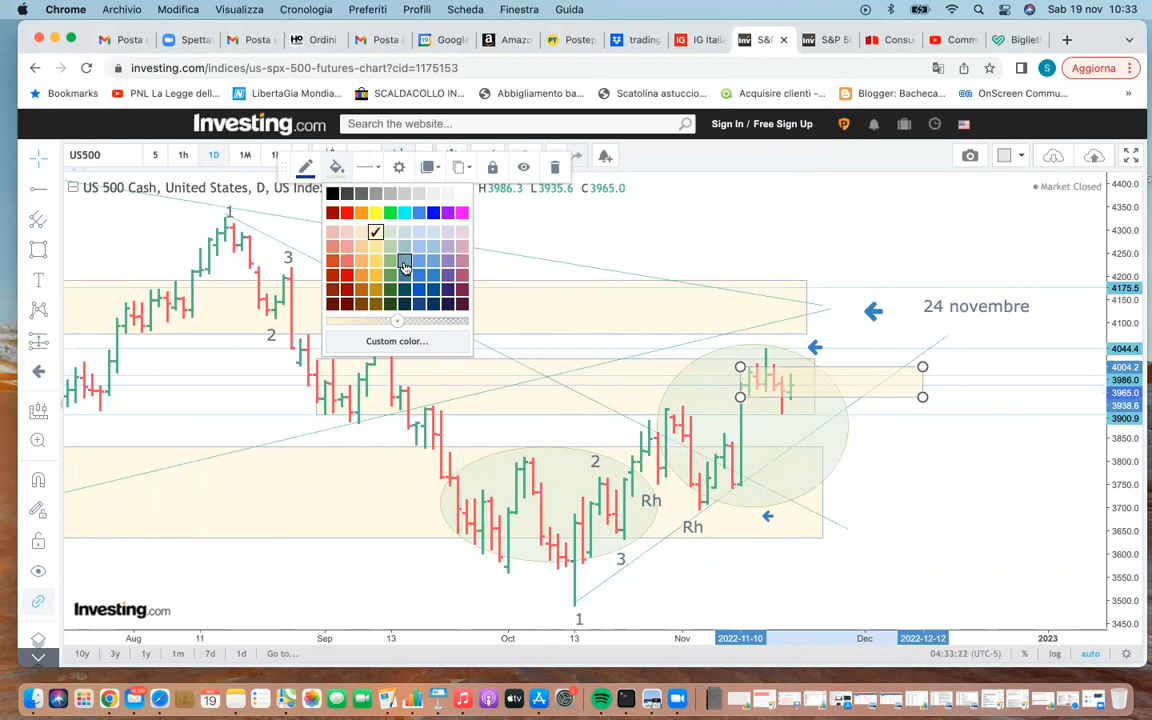 Chrome Archivio Modifica Visualizza Cronologia Preferiti Profili Scheda Finestra Guida Sab 19 nov 10:33
Posta Spetta Posta Ordini Posta Google Amazo Postep trading IG Itali S&P S&P 5 Consu Comm Bigliet
investing.com/indices/us-spx-500-futures-chart?cid=1175153 S Aggiorna
Bookmarks PNL La Legge dell... LibertaGia Mondia... SCALDACOLLO IN... Abbigliamento ba... Scatolina astuccio... Acquisire clienti -... Blogger: Bacheca... OnScreen Commu... »
Investing.com Search the website... Sign In / Free Sign Up
US500 5 1h 1D 1M
US 500 Cash, United States, D, US Inde H3986.3 L3935.6 C3965.0 Market Closed
Custom color...
24 novembre
1
3
2
2
Rh
Rh
3
1
4400.0
4350.0
4300.0
4250.0
4200.0
4175.5
4150.0
4100.0
4044.4
4004.2
3986.0
3965.0
3938.6
3900.9
3850.0
3800.0
3750.0
3700.0
3650.0
3600.0
3550.0
3500.0
3450.0
Investing.com
Aug 11 Sep 13 Oct 13 Nov 2022-11-10 Dec 2022-12-12 2023
10y 3y 1y 1m 7d 1d Go to... 04:33:22 (UTC-5) % log auto